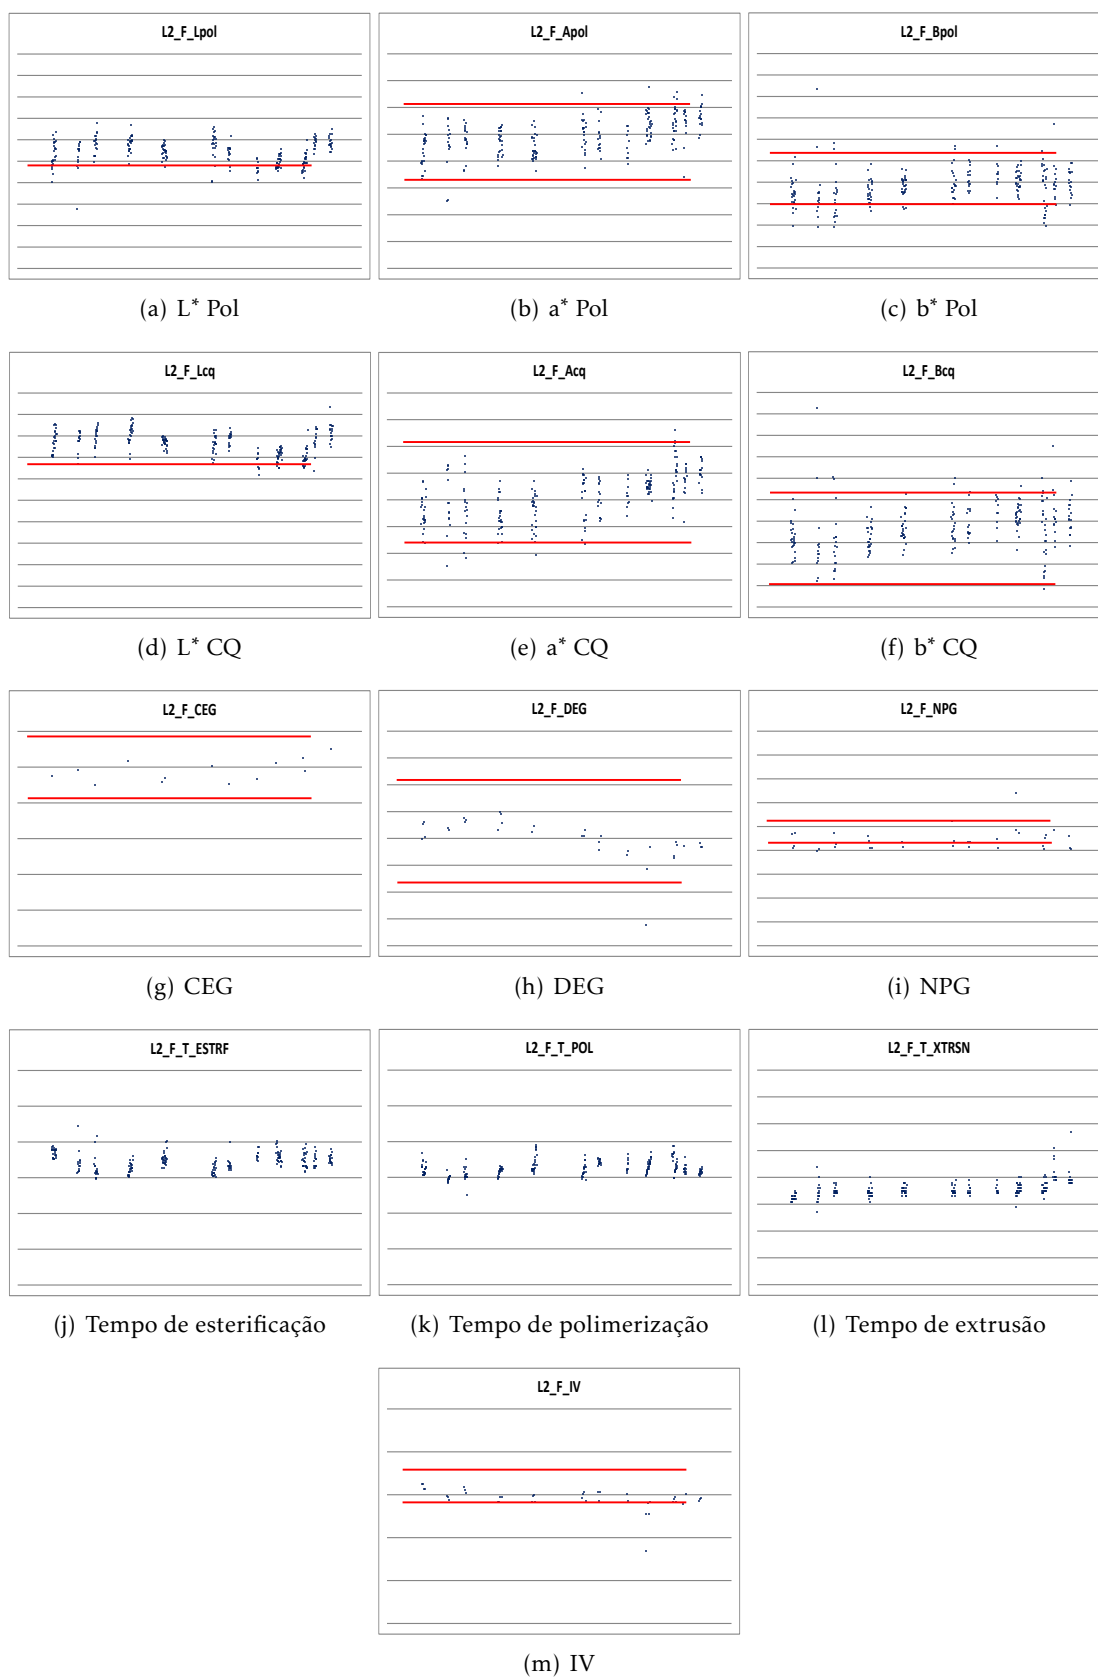 L2_F_Lpol
L2_F_Apol
L2_F_Bpol
(a) L* Pol
(b) a* Pol
(c) b* Pol
L2_F_Lcq
L2_F_Acq
L2_F_Bcq
(d) L* CQ
(e) a* CQ
(f) b* CQ
L2_F_CEG
L2_F_DEG
L2_F_NPG
(g) CEG
(h) DEG
(i) NPG
L2_F_T_ESTRF
L2_F_T_POL
L2_F_T_XTRSN
(j) Tempo de esterificação
(k) Tempo de polimerização
(l) Tempo de extrusão
L2_F_IV
(m) IV